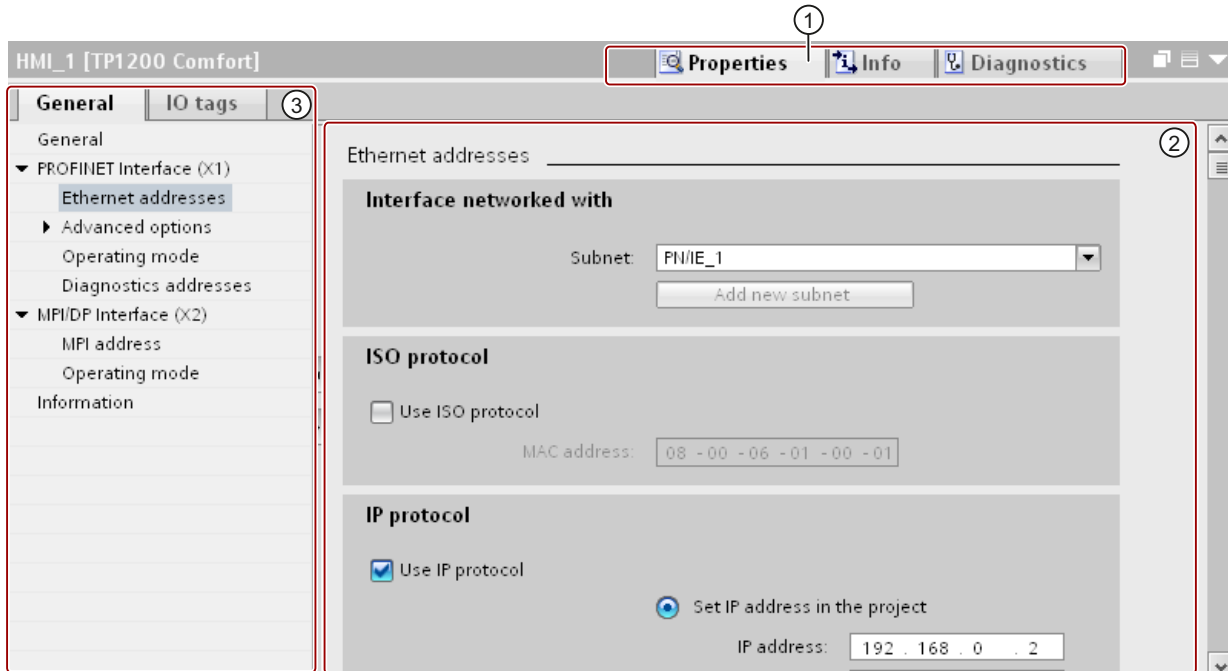 1
HMI_1 [TP1200 Comfort]
Properties
Info
Diagnostics
General
IO tags
3
General
PROFINET Interface (X1)
Ethernet addresses
Advanced options
Operating mode
Diagnostics addresses
MPI/DP Interface (X2)
MPI address
Operating mode
Information
2
Ethernet addresses
Interface networked with
Subnet: PN/IE_1
Add new subnet
ISO protocol
Use ISO protocol
MAC address: 08 -00 -06 -01 -00 -01
IP protocol
Use IP protocol
Set IP address in the project
IP address: 192 . 168 . 0 . 2